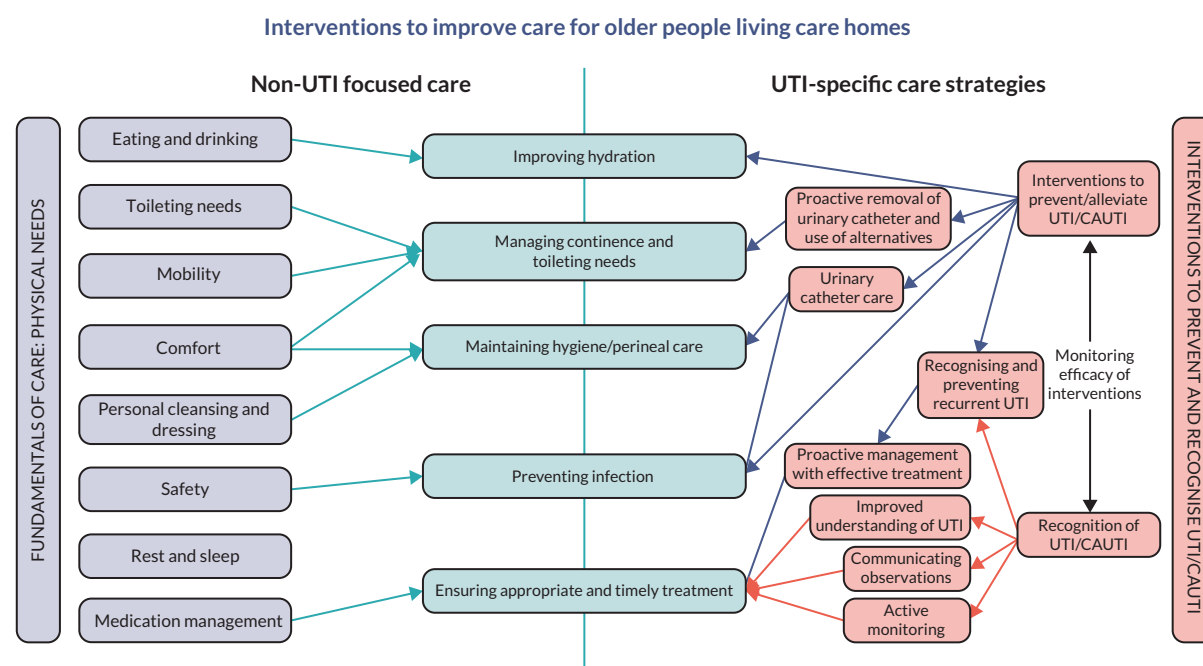 Interventions to improve care for older people living care homes
Non-UTI focused care
UTI-specific care strategies
FUNDAMENTALS OF CARE: PHYSICAL NEEDS
Eating and drinking
Toileting needs
Mobility
Comfort
Personal cleansing and
dressing
Safety
Rest and sleep
Medication management
Improving hydration
Managing continence and
toileting needs
Maintaining hygiene/perineal care
Preventing infection
Ensuring appropriate and timely treatment
Proactive removal of
urinary catheter and
use of alternatives
Urinary
catheter care
Recognising and
preventing
recurrent UTI
Proactive management
with effective treatment
Improved
understanding of UTI
Communicating
observations
Active
monitoring
Interventions to
prevent/alleviate
UTI/CAUTI
Monitoring
efficacy of
interventions
Recognition of
UTI/CAUTI
INTERVENTIONS TO PREVENT AND RECOGNISE UTI/CAUTI